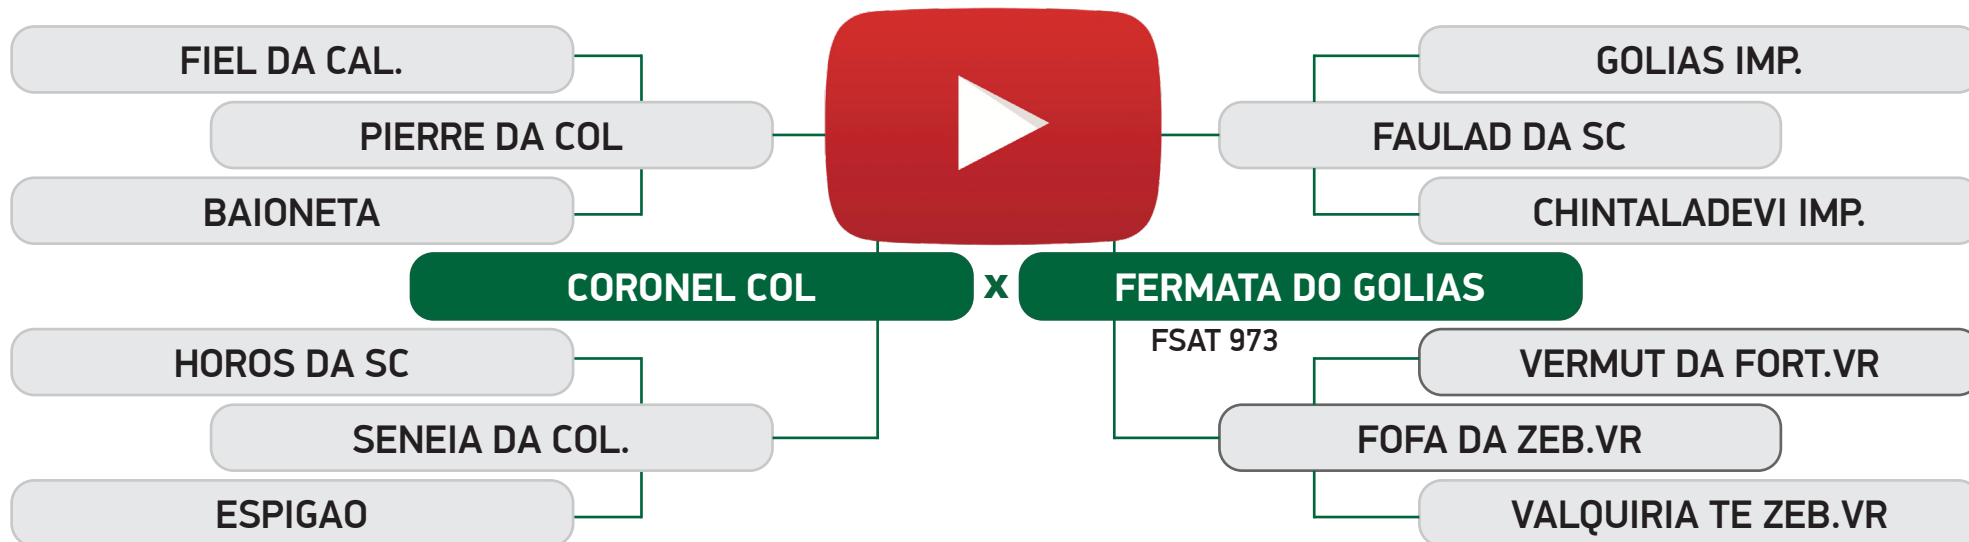 FIEL DA CAL.
GOLIAS IMP.
PIERRE DA COL
FAULAD DA SC
BAIONETA
CHINTALADEVI IMP.
CORONEL COL x FERMATA DO GOLIAS
FSAT 973
HOROS DA SC
VERMUT DA FORT.VR
SENEIA DA COL.
FOFA DA ZEB.VR
ESPIGAO
VALQUIRIA TE ZEB.VR